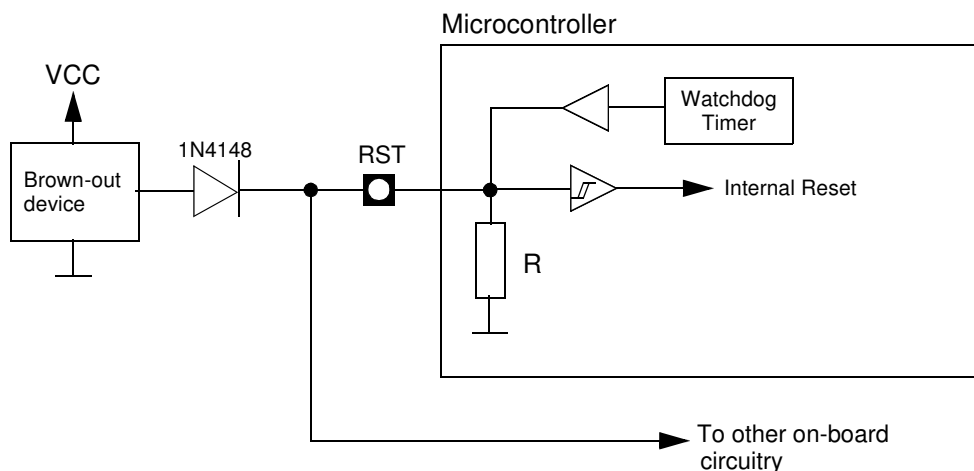 Microcontroller
VCC
Watchdog
Timer
1N4148
RST
Brown-out
device
Internal Reset
R
To other on-board
circuitry